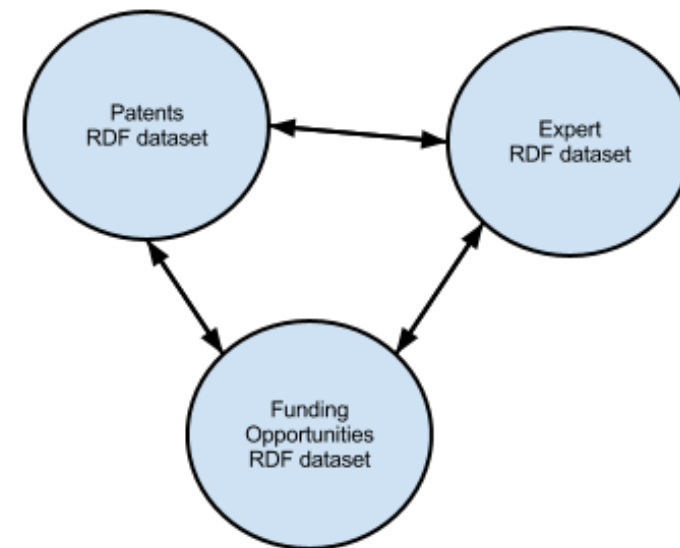 Patents
RDF dataset
Expert
RDF dataset
Funding
Opportunities
RDF dataset